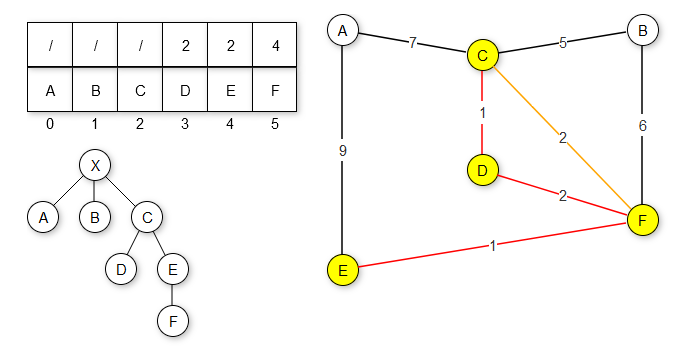 / / / 2 2 4
A B C D E F
0 1 2 3 4 5
X
A B C
D E
F
A B
7 5
C
1
9 2 6
D
2
F
1
E